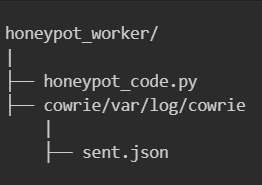 honeypot_worker/
|
├── honeypot_code.py
├── cowrie/var/log/cowrie
    |
    ├── sent.json